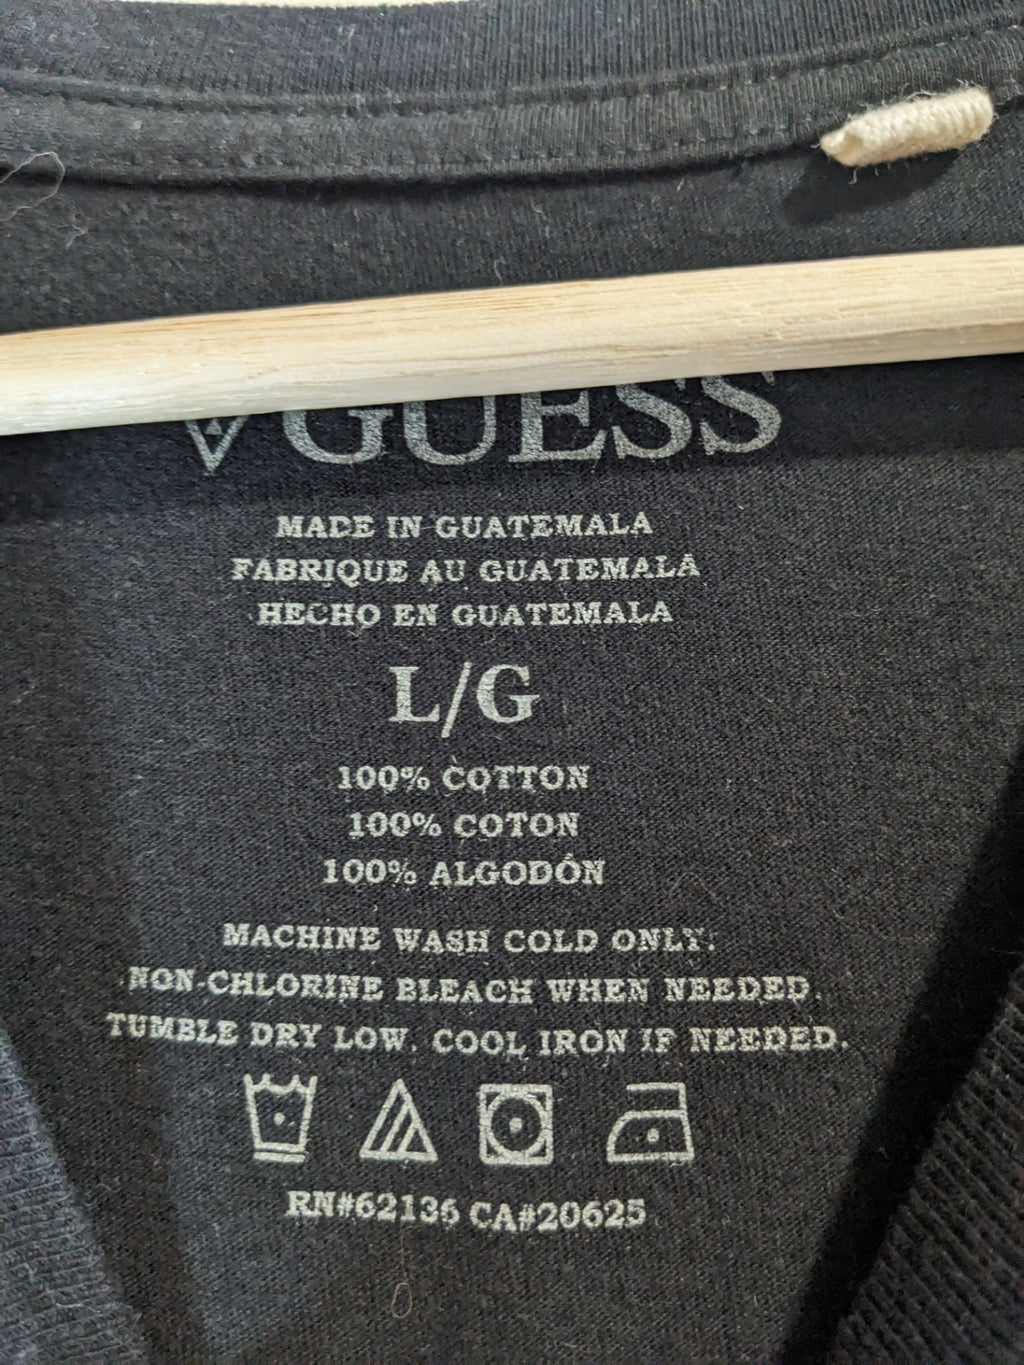 GUESS
MADE IN GUATEMALA
FABRIQUE AU GUATEMALA
HECHO EN GUATEMALA
L/G
100% COTTON
100% COTON
100% ALGODÓN
MACHINE WASH COLD ONLY.
NON-CHLORINE BLEACH WHEN NEEDED.
TUMBLE DRY LOW. COOL IRON IF NEEDED.
RN#62136 CA#20625